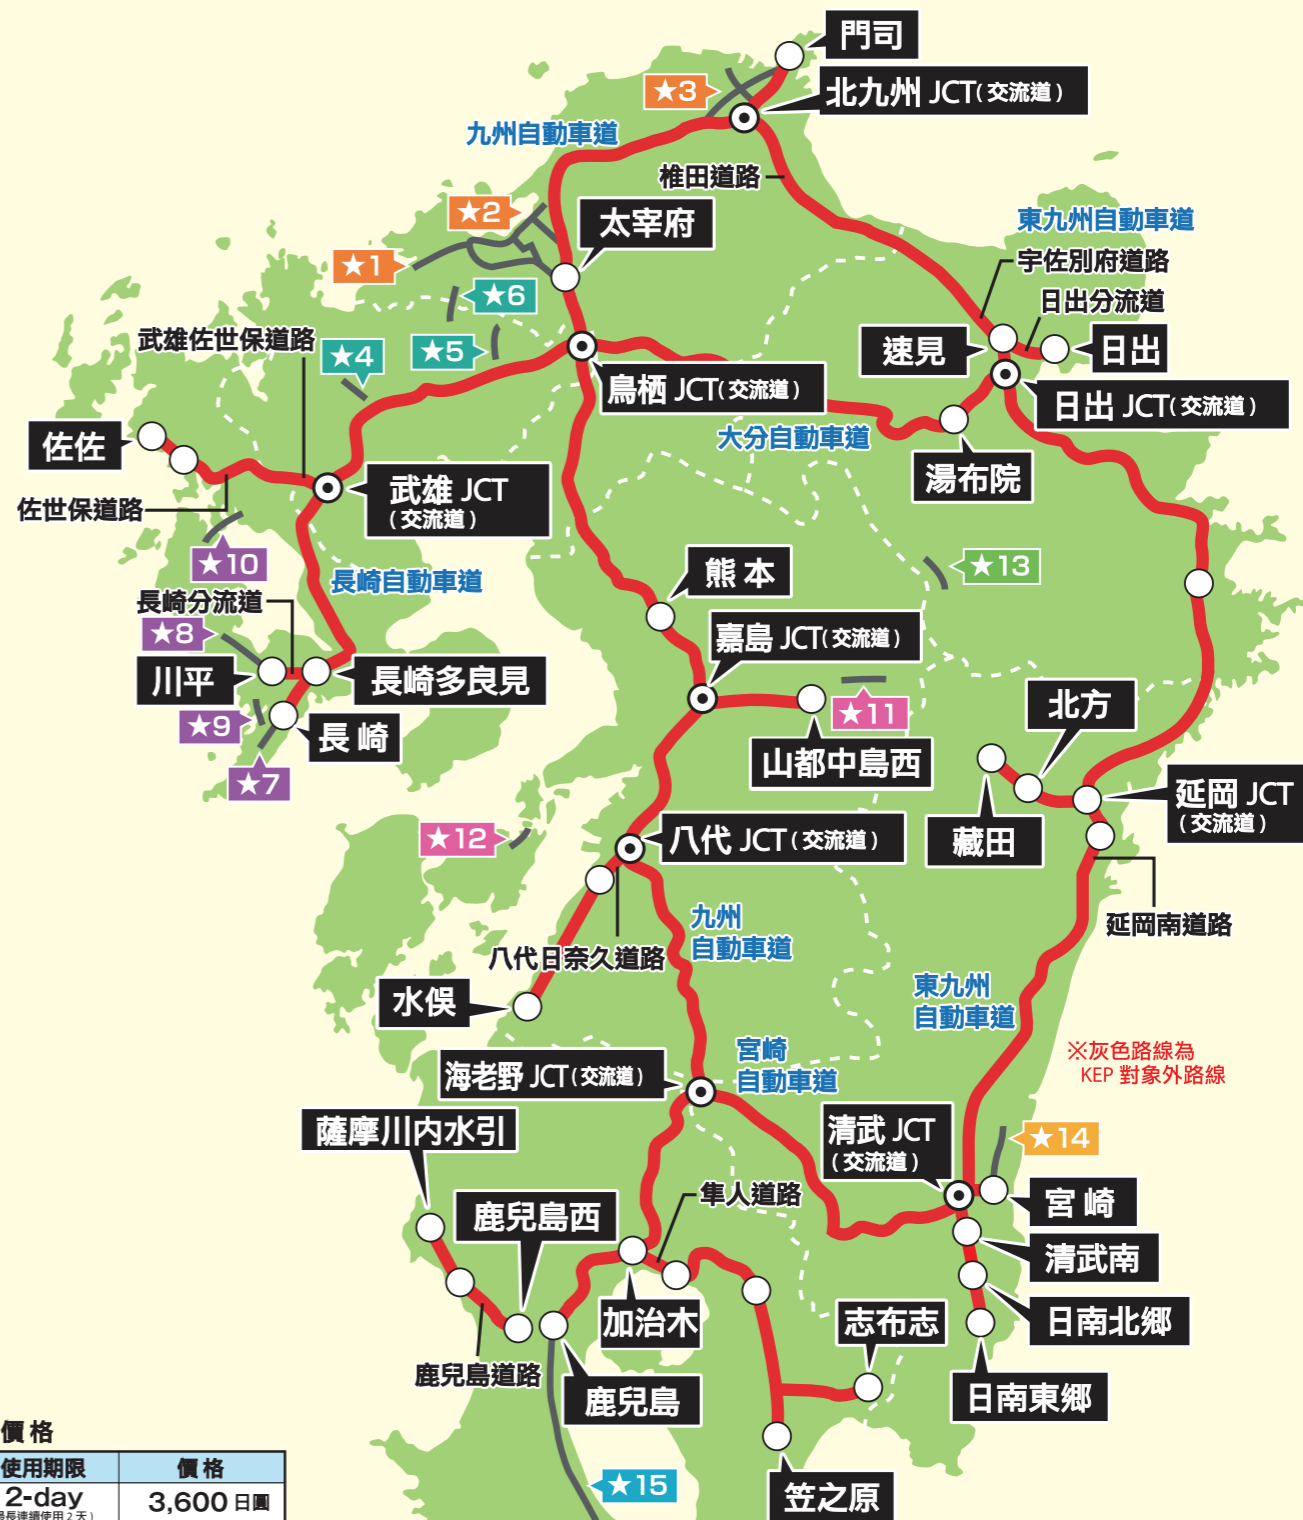 門司
★3
北九州 JCT(交流道)
九州自動車道
椎田道路
★2
太宰府
東九州自動車道
★1
宇佐別府道路
★6
日出分流道
武雄佐世保道路
★4
★5
速見
日出
鳥栖 JCT(交流道)
日出 JCT(交流道)
佐佐
大分自動車道
湯布院
武雄 JCT
(交流道)
佐世保道路
★10
熊本
★13
長崎自動車道
長崎分流道
★8
嘉島 JCT(交流道)
川平
長崎多良見
★9
長崎
★11
北方
山都中島西
★7
延岡 JCT
(交流道)
★12
八代 JCT(交流道)
藏田
九州
自動車道
延岡南道路
八代日奈久道路
水俣
東九州
自動車道
宮崎
自動車道
※灰色路線為
KEP 對象外路線
海老野 JCT(交流道)
薩摩川内水引
清武 JCT
(交流道)
★14
隼人道路
宮崎
鹿兒島西
清武南
加治木
志布志
日南北鄉
鹿兒島道路
鹿兒島
日南東鄉
★15
笠之原
價格
使用期限 價格
2-day 3,600日圓
最長連續使用2天)